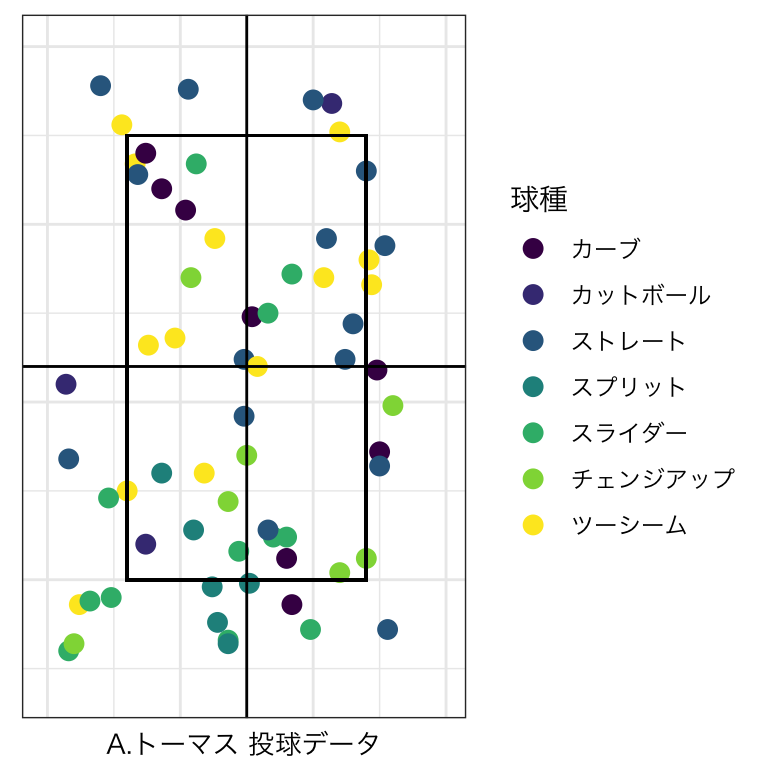 球種
カーブ
カットボール
ストレート
スプリット
スライダー
チェンジアップ
ツーシーム
A.トーマス 投球データ